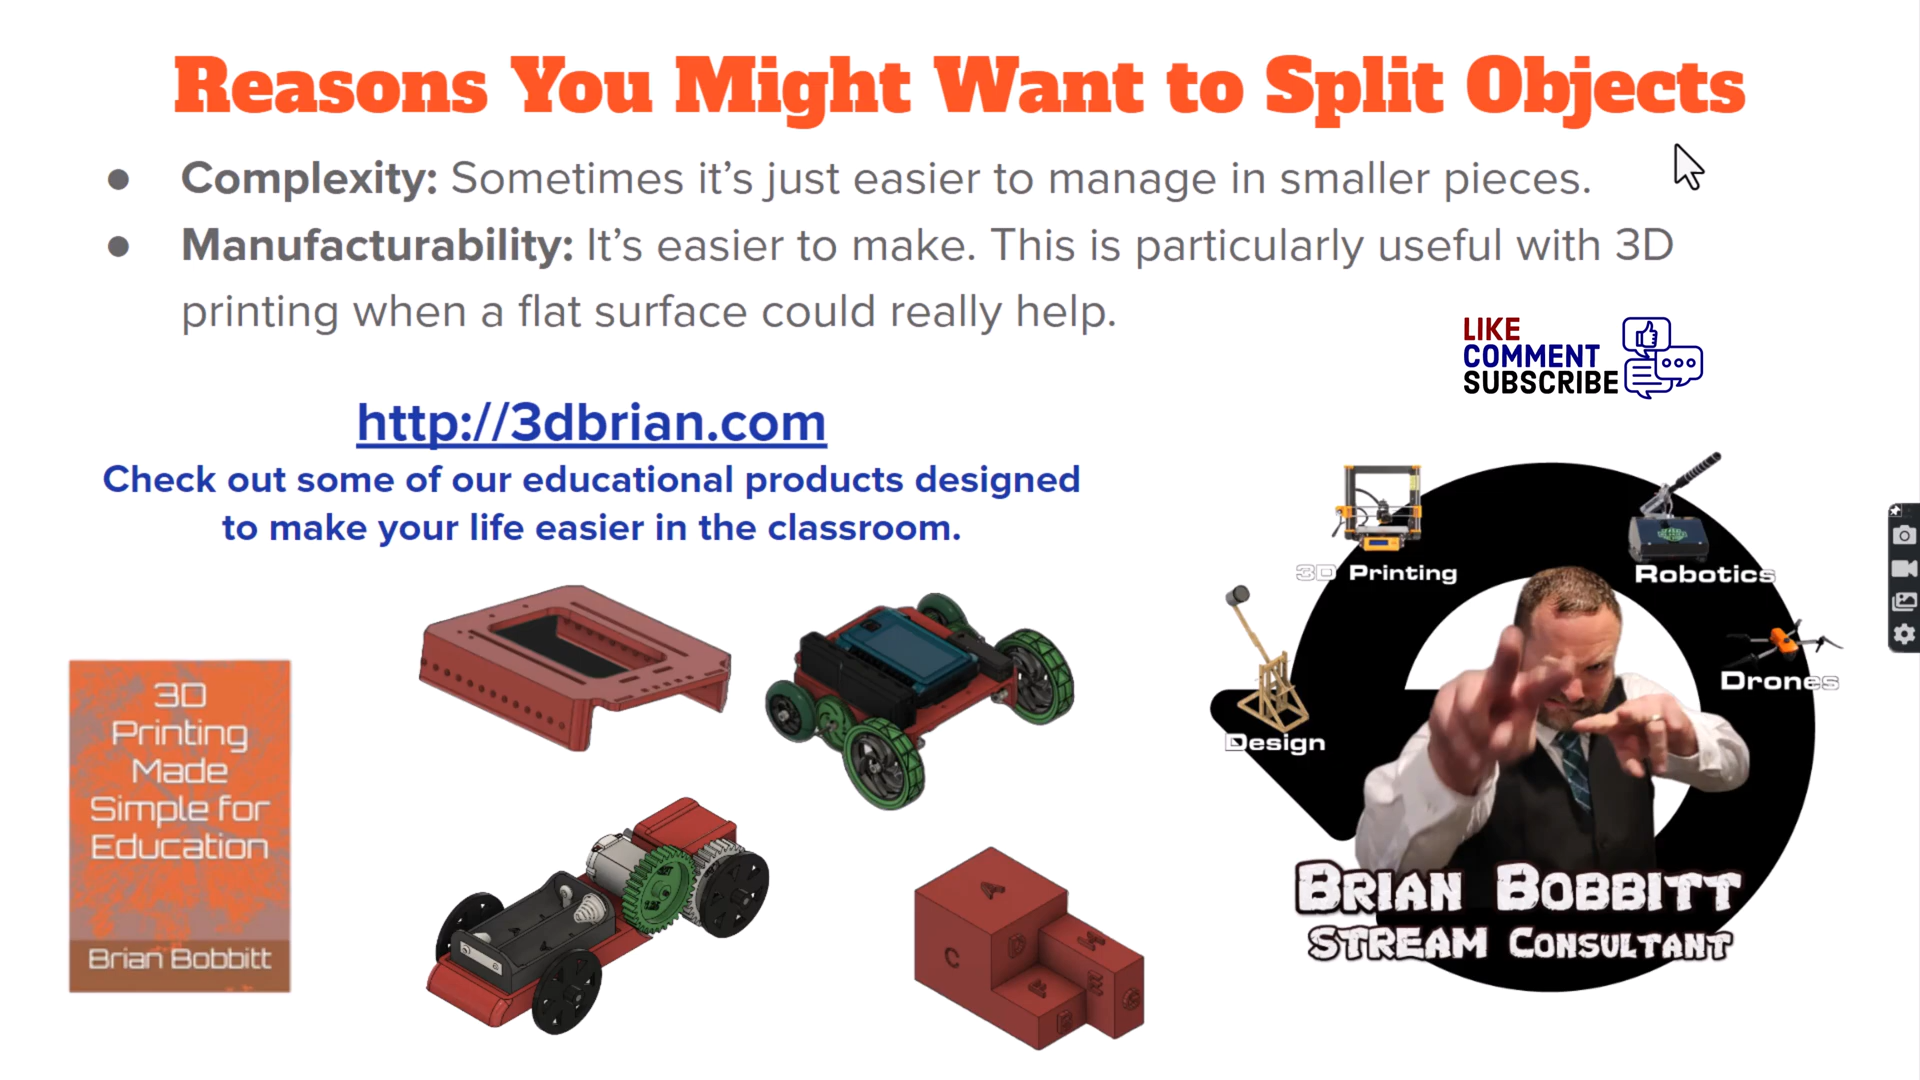 Reasons You Might Want to Split Objects
● Complexity: Sometimes it's just easier to manage in smaller pieces.
● Manufacturability: It's easier to make. This is particularly useful with 3D
printing when a flat surface could really help.
LIKE
COMMENT
SUBSCRIBE
http://3dbrian.com
Check out some of our educational products designed
to make your life easier in the classroom.
3D Printing
Robotics
Drones
Design
3D
Printing
Made
Simple for
Education
Brian Bobbitt
A
C
D
A
B
E
BRIAN BOBBITT
STREAM CONSULTANT